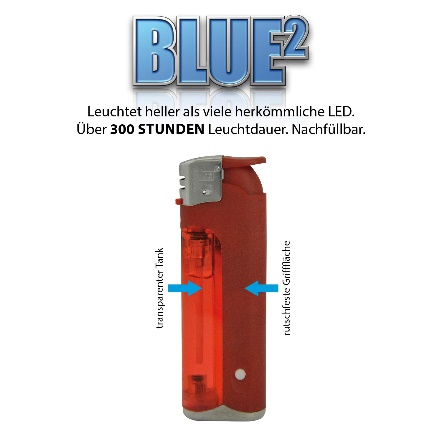 BLUE²
Leuchtet heller als viele herkömmliche LED.
Über 300 STUNDEN Leuchtdauer. Nachfüllbar.
transparenter Tank
rutschfeste Grifffläche